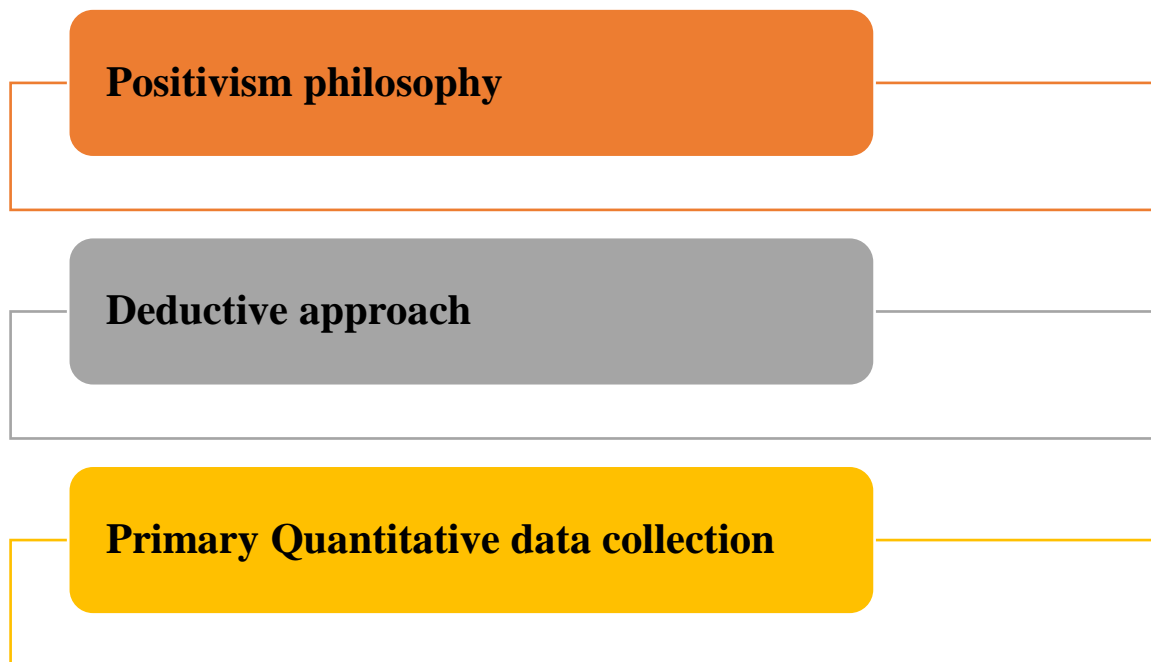 Positivism philosophy
Deductive approach
Primary Quantitative data collection